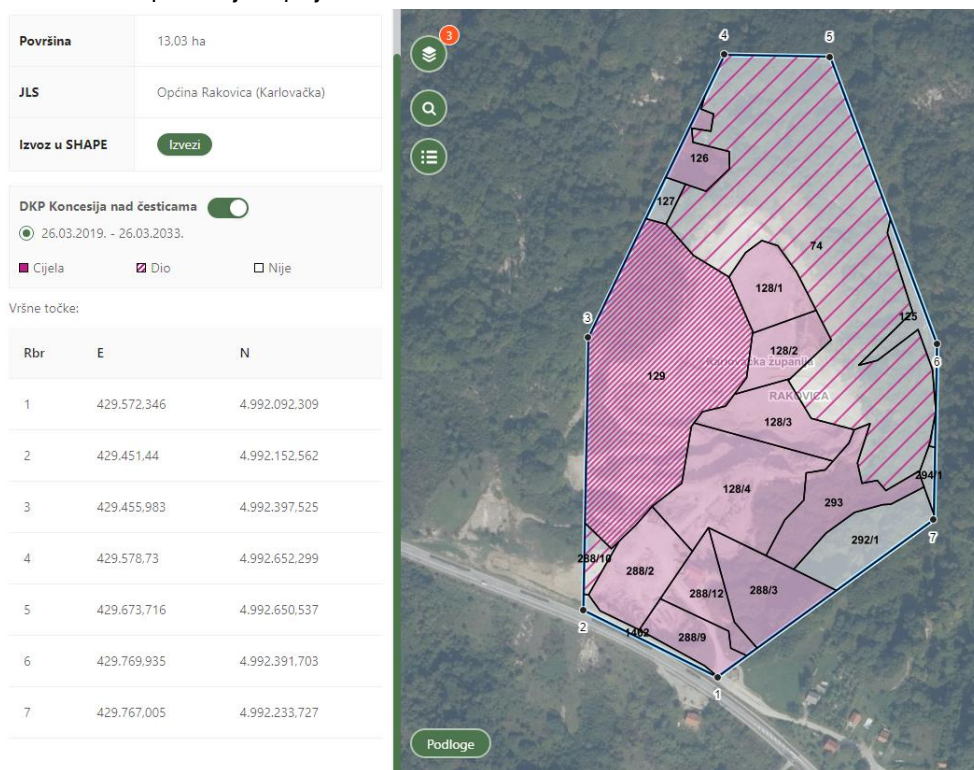 Površina 13,03 ha
JLS Općina Rakovica (Karlovačka)
Izvoz u SHAPE Izvezi
DKP Koncesija nad česticama
26.03.2019. - 26.03.2033.
Cijela Dio Nije
Vršne točke:
Rbr E N
1 429.572,346 4.992.092,309
2 429.451,44 4.992.152,562
3 429.455,983 4.992.397,525
4 429.578,73 4.992.652,299
5 429.673,716 4.992.650,537
6 429.769,935 4.992.391,703
7 429.767,005 4.992.233,727
3
4 5
126
127
74
128/1
3
125
128/2
6
Karlovačka županija
129
RAKOVICA
128/3
294/1
128/4
293
7
292/1
288/10
288/2
288/12 288/3
2
1462
288/9
1
Podloge